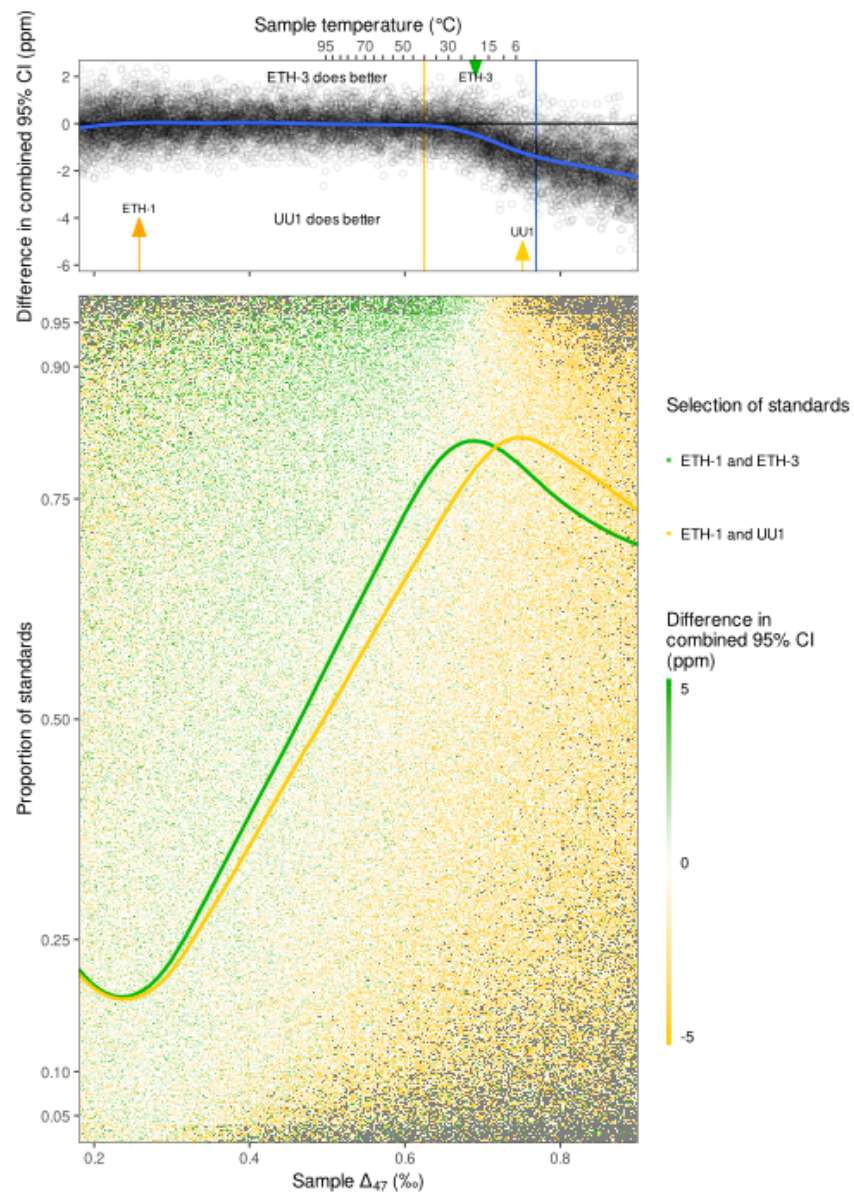 Sample temperature (°C)
95 70 50 30 15 6
Difference in combined 95% CI (ppm)
2
0
-2
-4
-6
ETH-3 does better
ETH-3
ETH-1
UU1 does better
UU1
Proportion of standards
0.95
0.90
0.75
0.50
0.25
0.10
0.05
0.2 0.4 0.6 0.8
Sample Δ₄₇ (‰)
Selection of standards
ETH-1 and ETH-3
ETH-1 and UU1
Difference in
combined 95% CI
(ppm)
5
0
-5